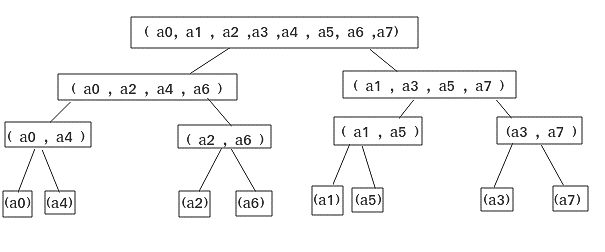 ( a0, a1 , a2 ,a3 ,a4 , a5, a6 ,a7)
( a0 , a2 , a4 , a6 )
( a1 , a3 , a5 , a7 )
( a0 , a4 )
( a2 , a6 )
( a1 , a5 )
(a3 , a7 )
(a0)
(a4)
(a2)
(a6)
(a1)
(a5)
(a3)
(a7)